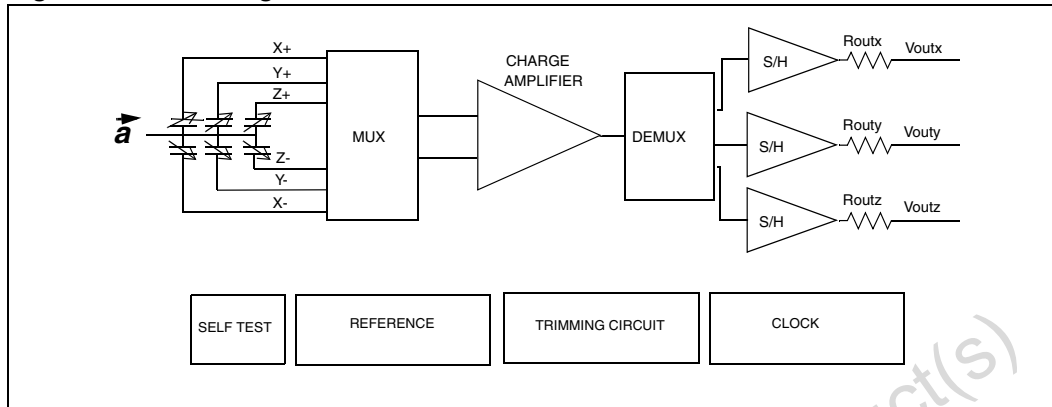 X+
Y+
Z+
a
Z-
Y-
X-
MUX
CHARGE
AMPLIFIER
DEMUX
S/H
Routx
Voutx
S/H
Routy
Vouty
S/H
Routz
Voutz
SELF TEST
REFERENCE
TRIMMING CIRCUIT
CLOCK